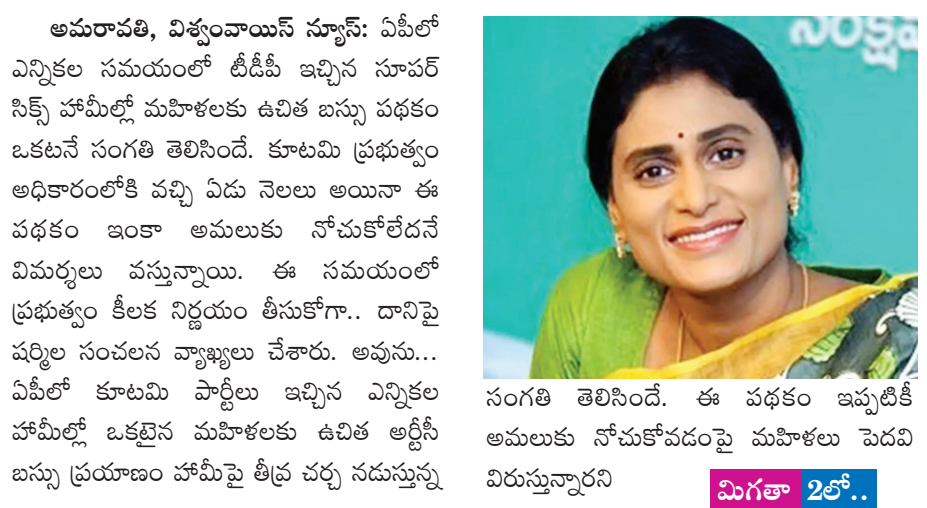 అమరావతి, విశ్వంవాయిస్ న్యూస్: ఏపీలో
ఎన్నికల సమయంలో టీడీపీ ఇచ్చిన సూపర్
సిక్స్ హామీల్లో మహిళలకు ఉచిత బస్సు పథకం
ఒకటనే సంగతి తెలిసిందే. కూటమి ప్రభుత్వం
అధికారంలోకి వచ్చి ఏడు నెలలు అయినా ఈ
పథకం ఇంకా అమలుకు నోచుకోలేదనే
విమర్శలు వస్తున్నాయి. ఈ సమయంలో
ప్రభుత్వం కీలక నిర్ణయం తీసుకోగా.. దానిపై
షర్మిల సంచలన వ్యాఖ్యలు చేశారు. అవును...
ఏపీలో కూటమి పార్టీలు ఇచ్చిన ఎన్నికల
హామీల్లో ఒకటైన మహిళలకు ఉచిత అర్టీసీ
బస్సు ప్రయాణం హామీపై తీవ్ర చర్చ నడుస్తున్న
సంక్షేమ
సంగతి తెలిసిందే. ఈ పథకం ఇప్పటికీ
అమలుకు నోచుకోవడంపై మహిళలు పెదవి
విరుస్తున్నారని
మిగతా 2లో..